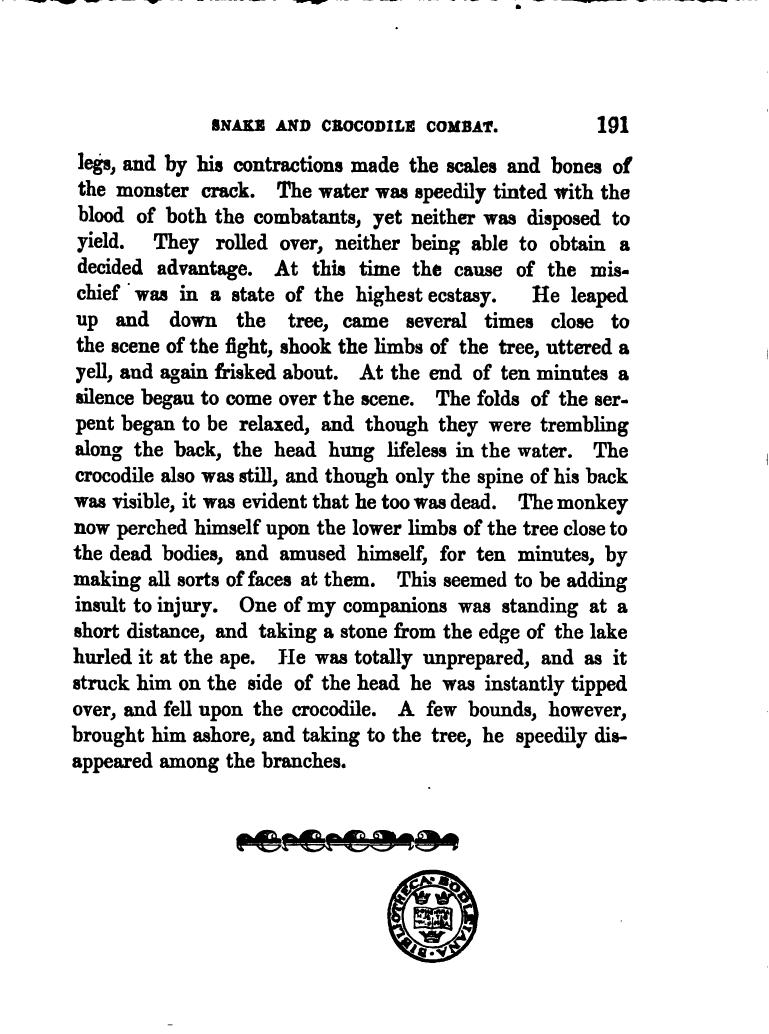 SNAKE AND CROCODILE COMBAT. 191
legs, and by his contractions made the scales and bones of
the monster crack. The water was speedily tinted with the
blood of both the combatants, yet neither was disposed to
yield. They rolled over, neither being able to obtain a
decided advantage. At this time the cause of the mis-
chief was in a state of the highest ecstasy. He leaped
up and down the tree, came several times close to
the scene of the fight, shook the limbs of the tree, uttered a
yell, and again frisked about. At the end of ten minutes a
silence began to come over the scene. The folds of the ser-
pent began to be relaxed, and though they were trembling
along the back, the head hung lifeless in the water. The
crocodile also was still, and though only the spine of his back
was visible, it was evident that he too was dead. The monkey
now perched himself upon the lower limbs of the tree close to
the dead bodies, and amused himself, for ten minutes, by
making all sorts of faces at them. This seemed to be adding
insult to injury. One of my companions was standing at a
short distance, and taking a stone from the edge of the lake
hurled it at the ape. He was totally unprepared, and as it
struck him on the side of the head he was instantly tipped
over, and fell upon the crocodile. A few bounds, however,
brought him ashore, and taking to the tree, he speedily dis-
appeared among the branches.
BIBLIOTHECA·BODLEIANA·